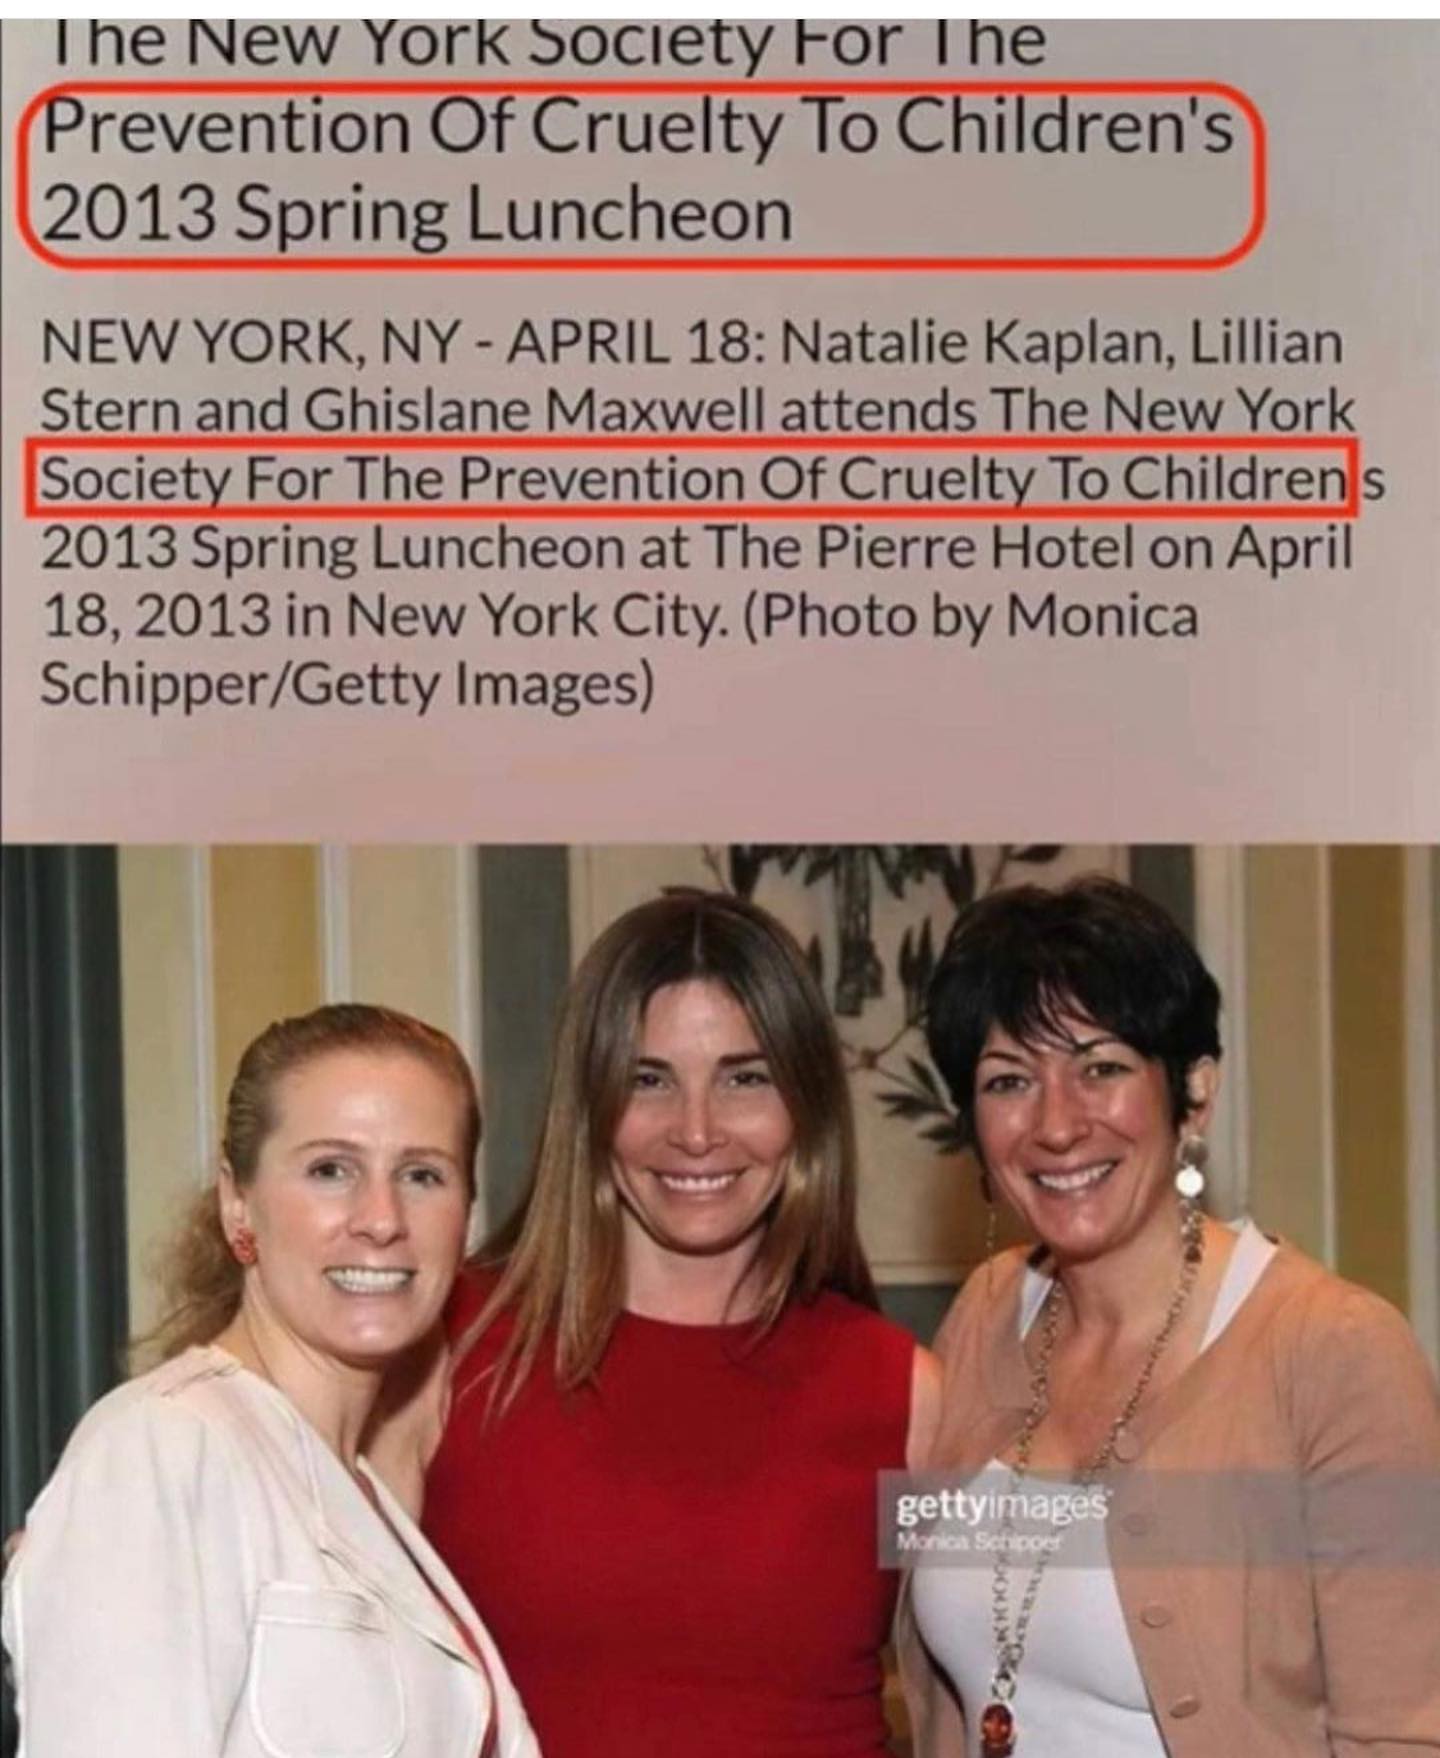 The New York Society For The
Prevention Of Cruelty To Children's
2013 Spring Luncheon
NEW YORK, NY - APRIL 18: Natalie Kaplan, Lillian
Stern and Ghislane Maxwell attends The New York
Society For The Prevention Of Cruelty To Children s
2013 Spring Luncheon at The Pierre Hotel on April
18, 2013 in New York City. (Photo by Monica
Schipper/Getty Images)
gettyimages
Monica Schipper